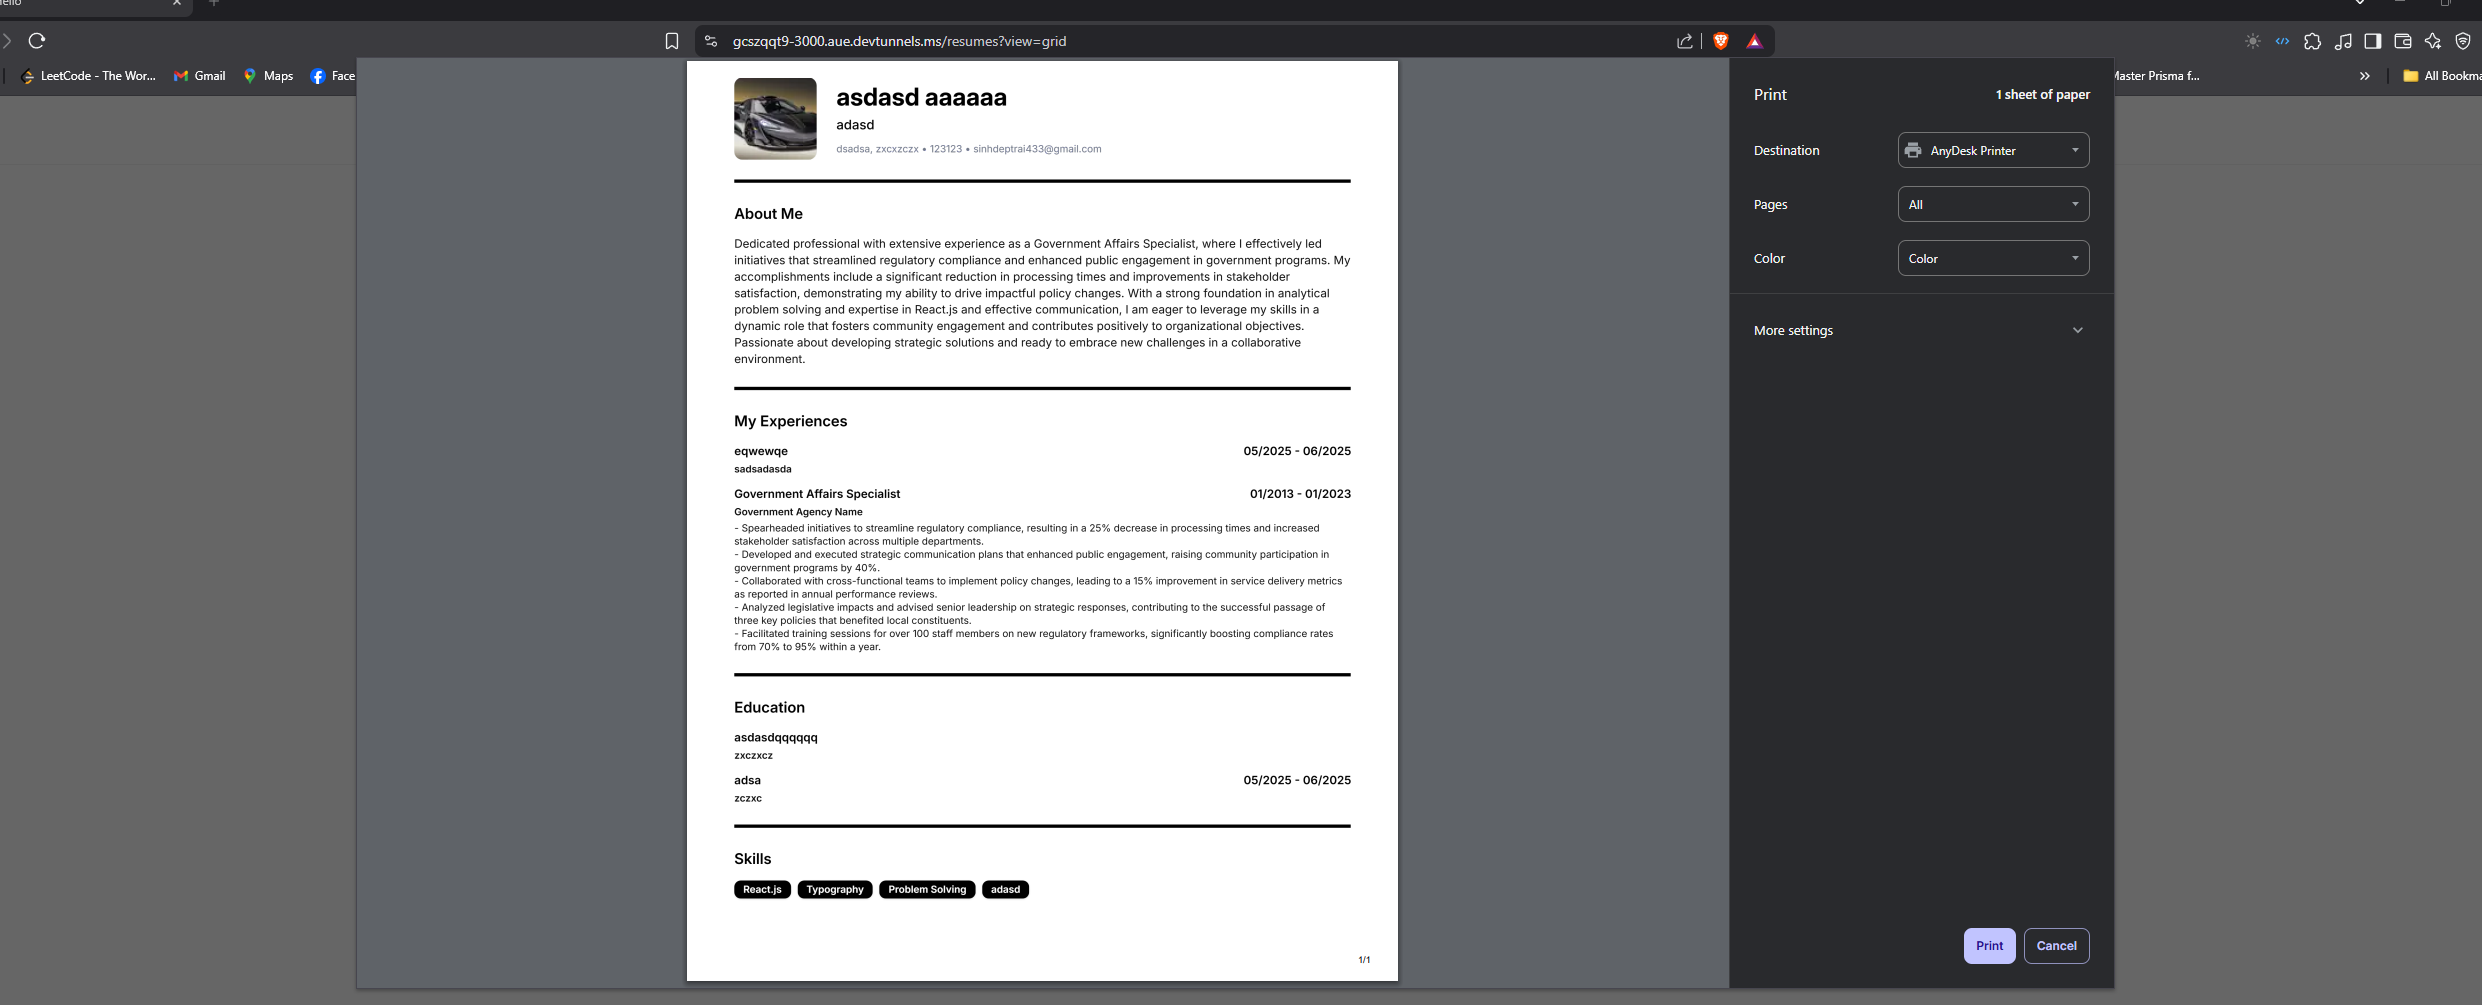 gcszqqt9-3000.aue.devtunnels.ms/resumes?view=grid
LeetCode - The Wor...
Gmail
Maps
Face
Master Prisma f...
All Bookma
asdasd aaaaaa
adasd
dsadsa, zxcxzczx • 123123 • sinhdeptrai433@gmail.com
About Me
Dedicated professional with extensive experience as a Government Affairs Specialist, where I effectively led
initiatives that streamlined regulatory compliance and enhanced public engagement in government programs. My
accomplishments include a significant reduction in processing times and improvements in stakeholder
satisfaction, demonstrating my ability to drive impactful policy changes. With a strong foundation in analytical
problem solving and expertise in React.js and effective communication, I am eager to leverage my skills in a
dynamic role that fosters community engagement and contributes positively to organizational objectives.
Passionate about developing strategic solutions and ready to embrace new challenges in a collaborative
environment.
My Experiences
eqwewqe 05/2025 - 06/2025
sadsadasda
Government Affairs Specialist 01/2013 - 01/2023
Government Agency Name
- Spearheaded initiatives to streamline regulatory compliance, resulting in a 25% decrease in processing times and increased
stakeholder satisfaction across multiple departments.
- Developed and executed strategic communication plans that enhanced public engagement, raising community participation in
government programs by 40%.
- Collaborated with cross-functional teams to implement policy changes, leading to a 15% improvement in service delivery metrics
as reported in annual performance reviews.
- Analyzed legislative impacts and advised senior leadership on strategic responses, contributing to the successful passage of
three key policies that benefited local constituents.
- Facilitated training sessions for over 100 staff members on new regulatory frameworks, significantly boosting compliance rates
from 70% to 95% within a year.
Education
asdasdqqqqqq
zxczxcz
adsa 05/2025 - 06/2025
zczxc
Skills
React.js Typography Problem Solving adasd
1/1
Print 1 sheet of paper
Destination AnyDesk Printer
Pages All
Color Color
More settings
Print Cancel